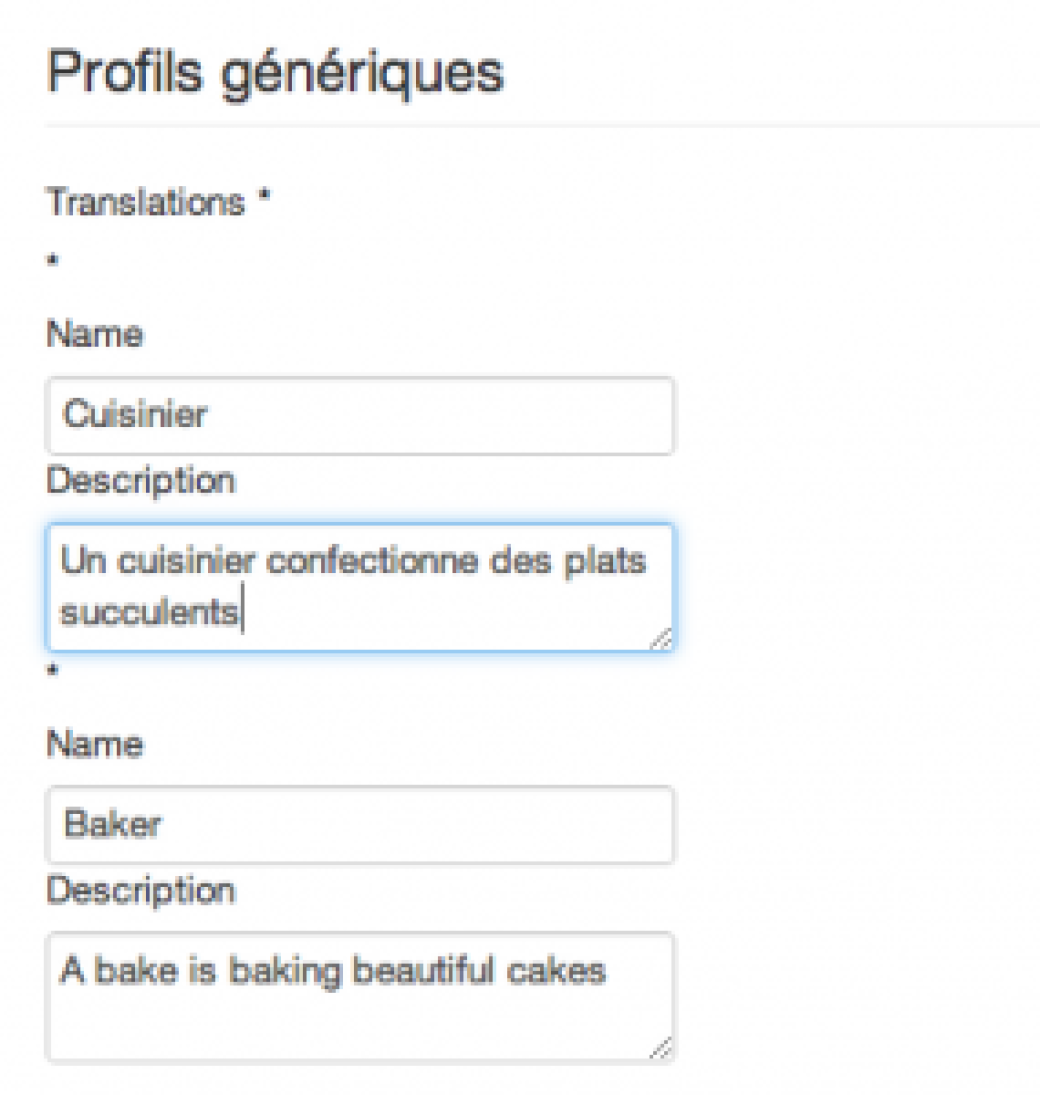 Profils génériques
Translations *
*
Name
Cuisinier
Description
Un cuisinier confectionne des plats
succulents
*
Name
Baker
Description
A bake is baking beautiful cakes